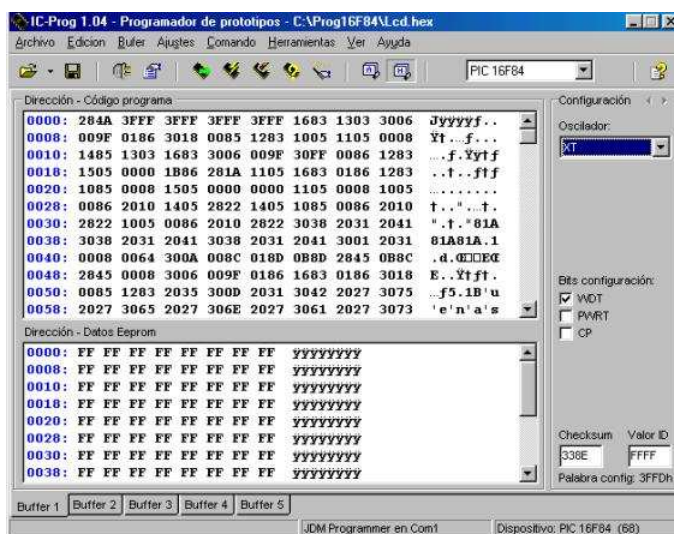 IC-Prog 1.04 - Programador de prototipos - C:\Prog16F84\Lcd.hex
Archivo Edicion Bufer Ajustes Comando Herramientas Ver Ayuda
PIC 16F84
Dirección - Código programa
Configuración
0000: 284A 3FFF 3FFF 3FFF 3FFF 1683 1303 3006 Jÿÿÿÿƒ..
0008: 009F 0186 3018 0085 1283 1005 1105 0008
0010: 1485 1303 1683 3006 009F 30FF 0086 1283
0018: 1505 0000 1B86 281A 1105 1683 0186 1283
0020: 1085 0008 1505 0000 0000 1105 0008 1005
0028: 0086 2010 1405 2822 1405 1085 0086 2010
0030: 2822 1005 0086 2010 2822 3038 2031 2041
0038: 3038 2031 2041 3038 2031 2041 3001 2031 81A81A.1
0040: 0008 0064 300A 008C 018D 0B8D 2845 0B8C
0048: 2845 0008 3006 009F 0186 1683 0186 3018
0050: 0085 1283 2035 300D 2031 3042 2027 3075
0058: 2027 3065 2027 306E 2027 3061 2027 3073 'e'n'a's
Oscilador:
XT
Bits configuración:
WDT
PWRT
CP
Dirección - Datos Eeprom
0000: FF FF FF FF FF FF FF FF ÿÿÿÿÿÿÿÿ
0008: FF FF FF FF FF FF FF FF ÿÿÿÿÿÿÿÿ
0010: FF FF FF FF FF FF FF FF ÿÿÿÿÿÿÿÿ
0018: FF FF FF FF FF FF FF FF ÿÿÿÿÿÿÿÿ
0020: FF FF FF FF FF FF FF FF ÿÿÿÿÿÿÿÿ
0028: FF FF FF FF FF FF FF FF ÿÿÿÿÿÿÿÿ
0030: FF FF FF FF FF FF FF FF ÿÿÿÿÿÿÿÿ
0038: FF FF FF FF FF FF FF FF ÿÿÿÿÿÿÿÿ
Checksum Valor ID
338E FFFF
Palabra config: 3FFDh
Buffer 1 Buffer 2 Buffer 3 Buffer 4 Buffer 5
JDM Programmer en Com1 Dispositivo: PIC 16F84 (68)